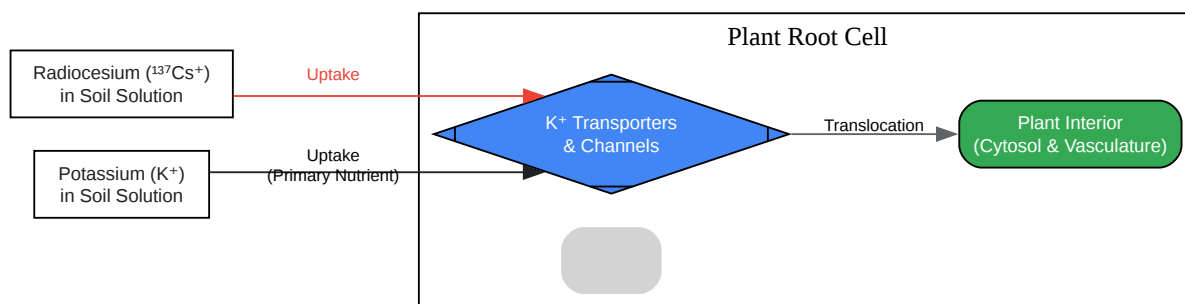 Plant Root Cell
Radiocesium (¹³⁷Cs⁺)
in Soil Solution
Uptake
K⁺ Transporters
& Channels
Translocation
Plant Interior
(Cytosol & Vasculature)
Potassium (K⁺)
in Soil Solution
Uptake
(Primary Nutrient)